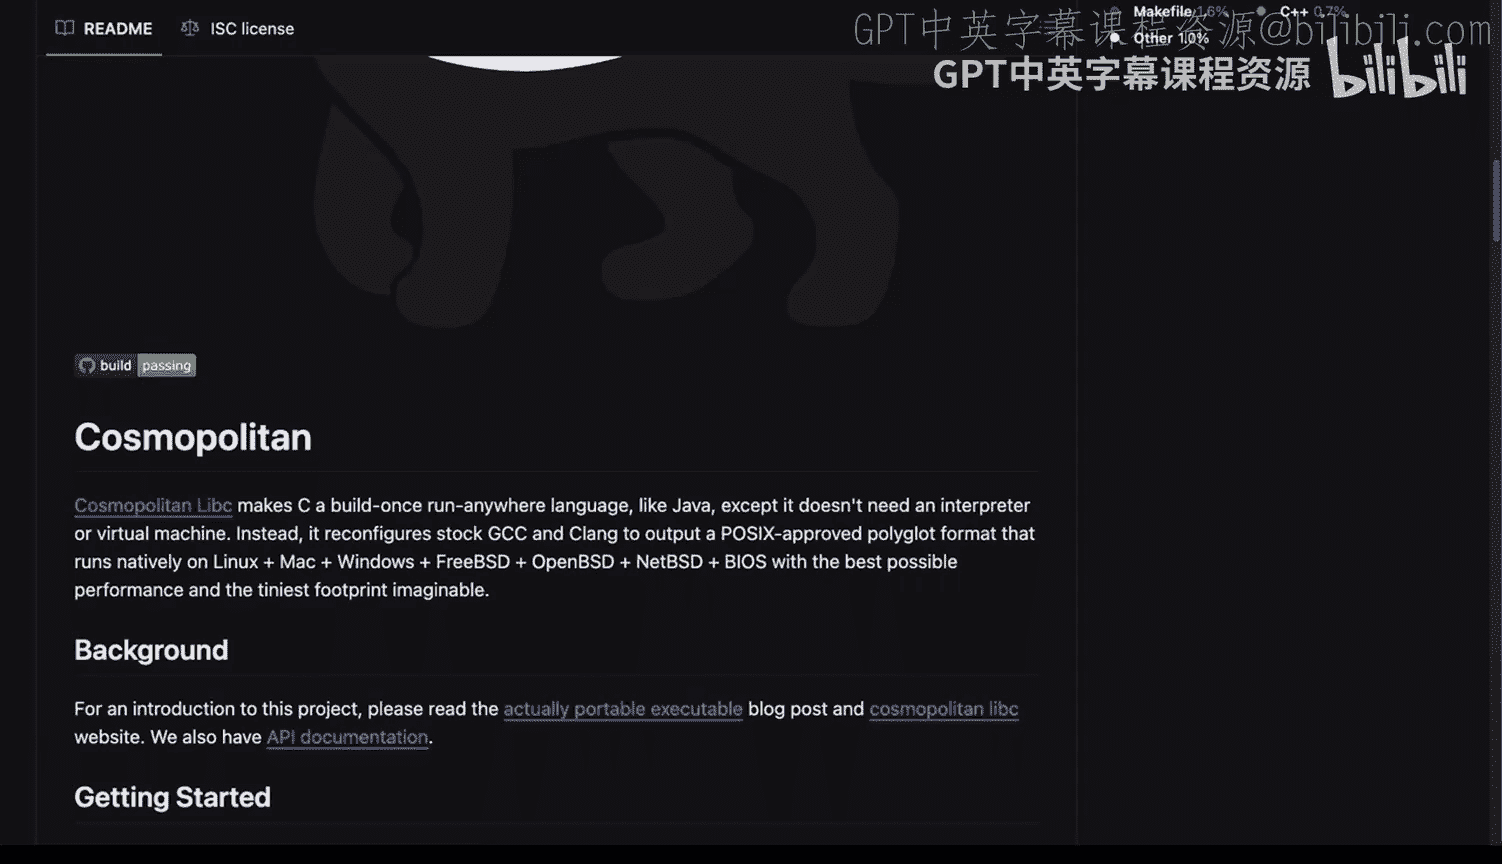 README ISC license
Makefile 1.6% C++ 0.7%
Other 1.0%
GPT中英字幕课程资源@bilibili.com
GPT中英字幕课程资源 bilibili
build passing
Cosmopolitan
Cosmopolitan Libc makes C a build-once run-anywhere language, like Java, except it doesn't need an interpreter
or virtual machine. Instead, it reconfigures stock GCC and Clang to output a POSIX-approved polyglot format that
runs natively on Linux + Mac + Windows + FreeBSD + OpenBSD + NetBSD + BIOS with the best possible
performance and the tiniest footprint imaginable.
Background
For an introduction to this project, please read the actually portable executable blog post and cosmopolitan libc
website. We also have API documentation.
Getting Started